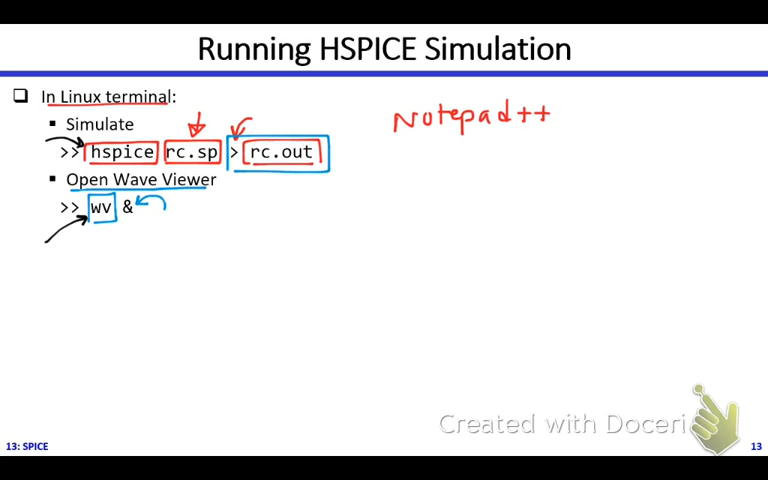 Running HSPICE Simulation
In Linux terminal:
Notepad++
Simulate
>> hspice rc.sp > rc.out
Open Wave Viewer
>> wv &
Created with Doceri
13: SPICE
13